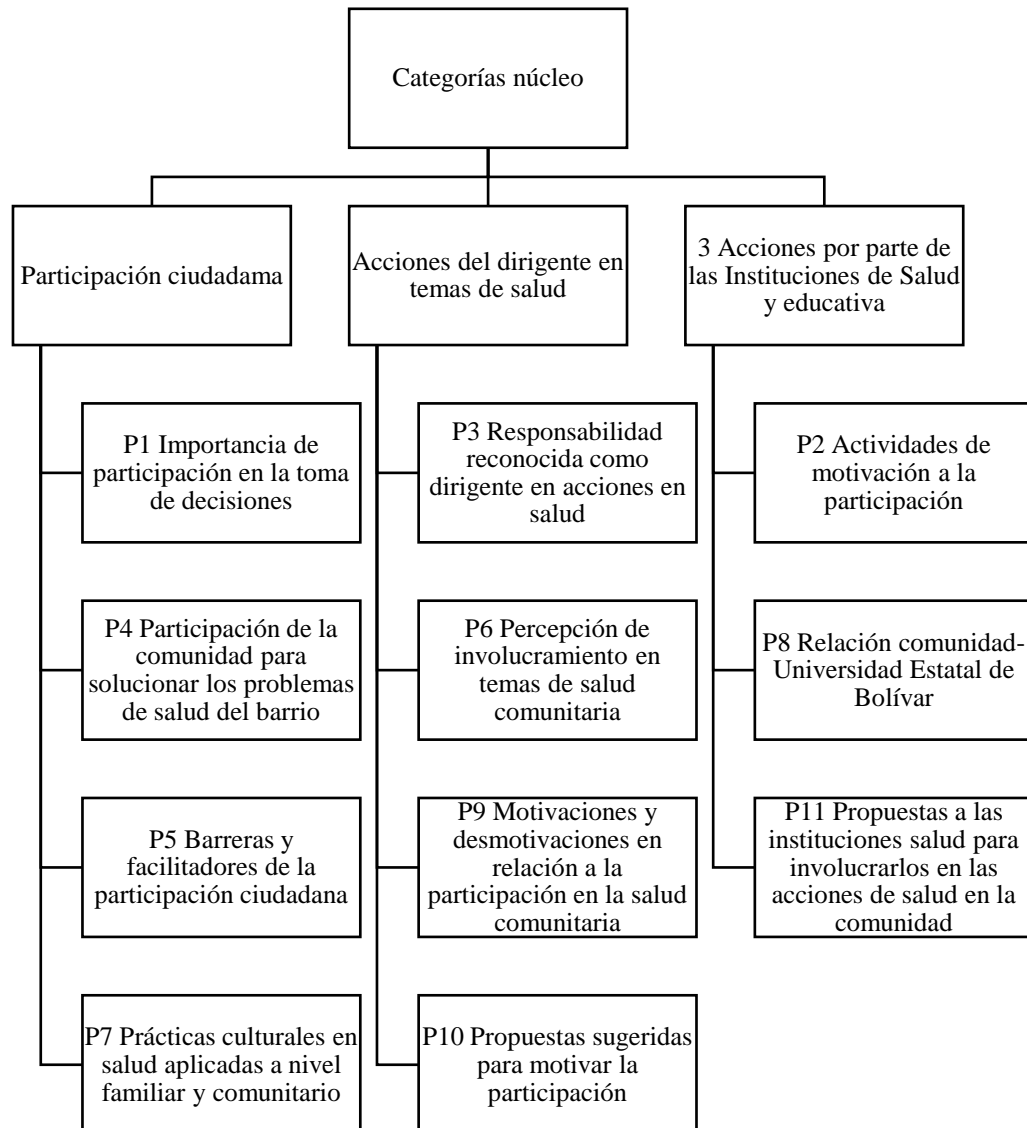 Categorías núcleo
Participación ciudadama
Acciones del dirigente en
temas de salud
3 Acciones por parte de
las Instituciones de Salud
y educativa
P1 Importancia de
participación en la toma
de decisiones
P3 Responsabilidad
reconocida como
dirigente en acciones en
salud
P2 Actividades de
motivación a la
participación
P4 Participación de la
comunidad para
solucionar los problemas
de salud del barrio
P6 Percepción de
involucramiento en
temas de salud
comunitaria
P8 Relación comunidad-
Universidad Estatal de
Bolívar
P5 Barreras y
facilitadores de la
participación ciudadana
P9 Motivaciones y
desmotivaciones en
relación a la
participación en la salud
comunitaria
P11 Propuestas a las
instituciones salud para
involucrarlos en las
acciones de salud en la
comunidad
P7 Prácticas culturales en
salud aplicadas a nivel
familiar y comunitario
P10 Propuestas sugeridas
para motivar la
participación